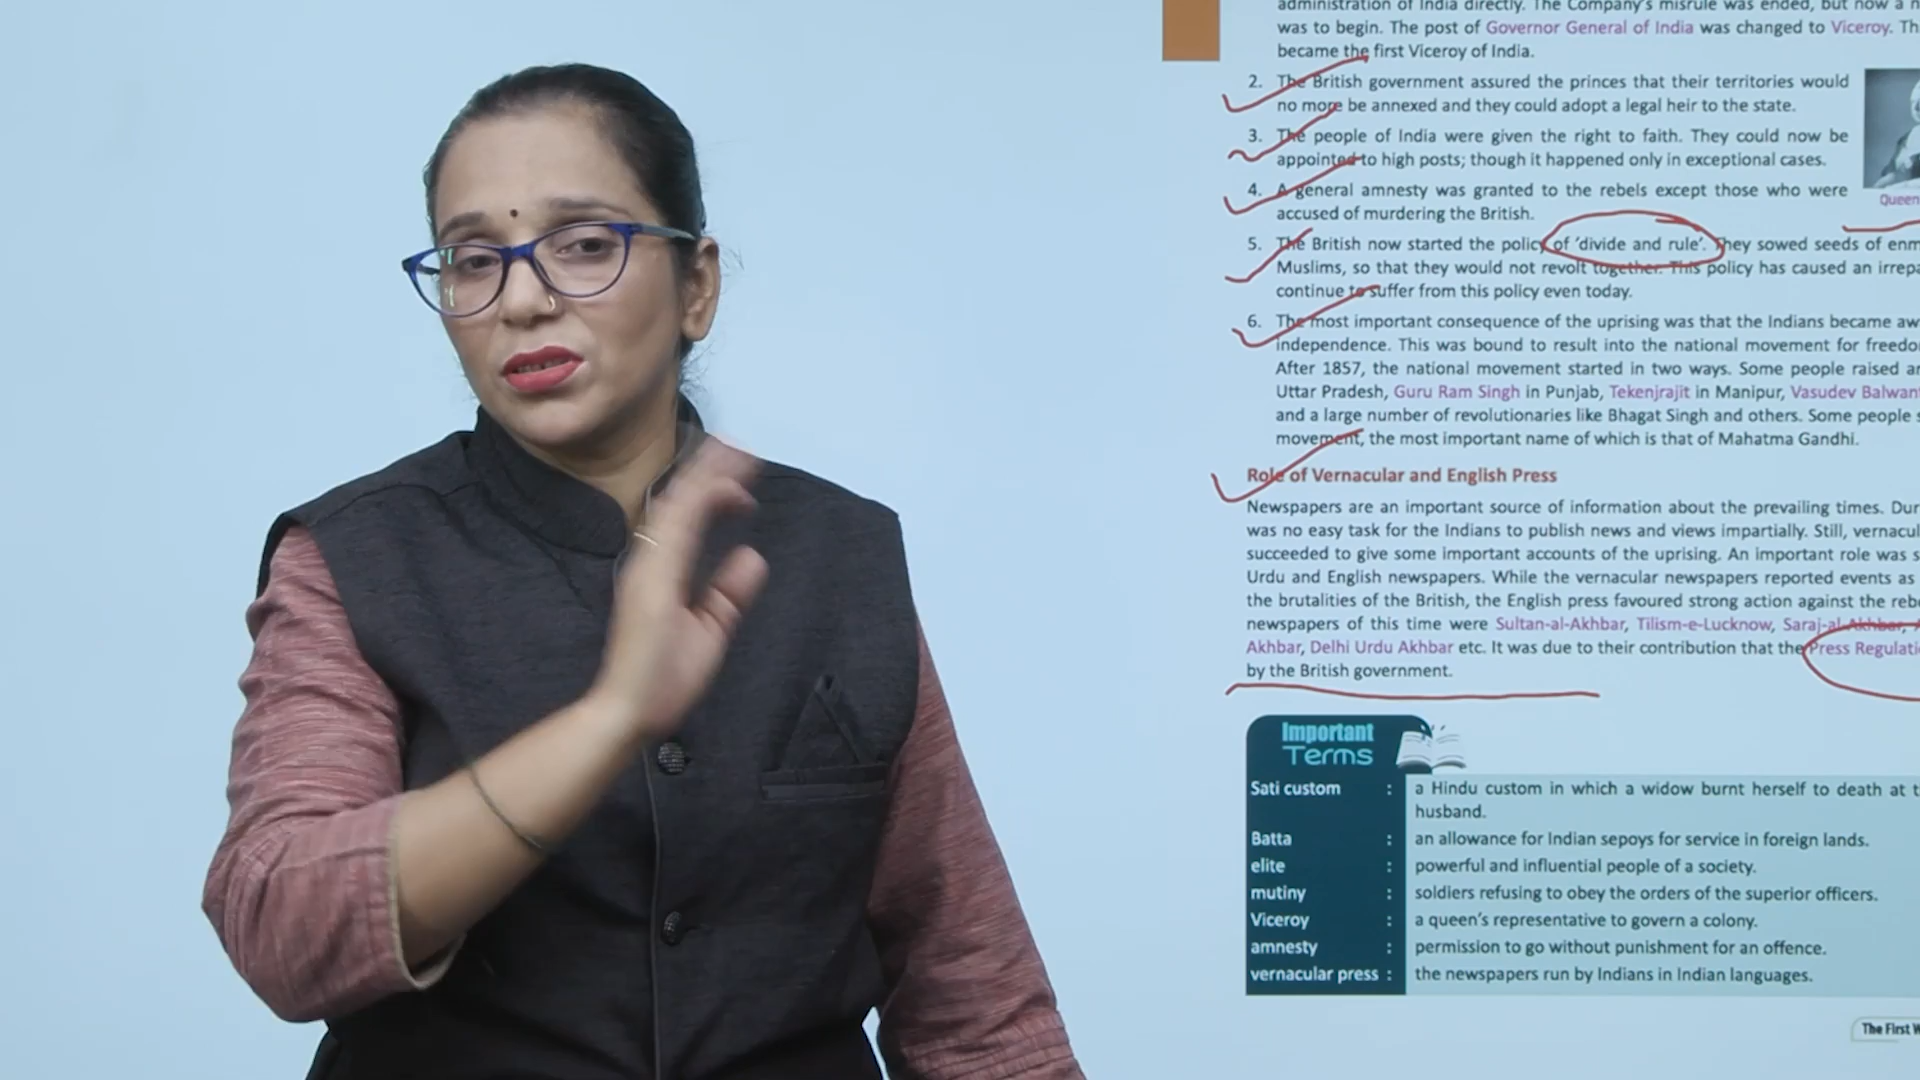 administration of India directly. The Company's misrule was ended, but now a
was to begin. The post of Governor General of India was changed to Viceroy.
became the first Viceroy of India.
2. The British government assured the princes that their territories would
no more be annexed and they could adopt a legal heir to the state.
3. The people of India were given the right to faith. They could now be
appointed to high posts; though it happened only in exceptional cases.
4. A general amnesty was granted to the rebels except those who were
accused of murdering the British.
Queen
5. The British now started the policy of 'divide and rule'. They sowed seeds of
Muslims, so that they would not revolt together. This policy has caused an
continue to suffer from this policy even today.
6. The most important consequence of the uprising was that the Indians became
independence. This was bound to result into the national movement for
After 1857, the national movement started in two ways. Some people raised
Uttar Pradesh, Guru Ram Singh in Punjab, Tekenjrajit in Manipur, Vasudev Balwant
and a large number of revolutionaries like Bhagat Singh and others. Some people
movement, the most important name of which is that of Mahatma Gandhi.
Role of Vernacular and English Press
Newspapers are an important source of information about the prevailing times.
was no easy task for the Indians to publish news and views impartially. Still,
succeeded to give some important accounts of the uprising. An important role was
Urdu and English newspapers. While the vernacular newspapers reported events as
the brutalities of the British, the English press favoured strong action against the
newspapers of this time were Sultan-al-Akhbar, Tilism-e-Lucknow, Saraj-al-Akhbar,
Akhbar, Delhi Urdu Akhbar etc. It was due to their contribution that the Press
by the British government.
Important
Terms
Sati custom : a Hindu custom in which a widow burnt herself to death at
husband.
Batta : an allowance for Indian sepoys for service in foreign lands.
elite : powerful and influential people of a society.
mutiny : soldiers refusing to obey the orders of the superior officers.
Viceroy : a queen's representative to govern a colony.
amnesty : permission to go without punishment for an offence.
vernacular press : the newspapers run by Indians in Indian languages.
The First